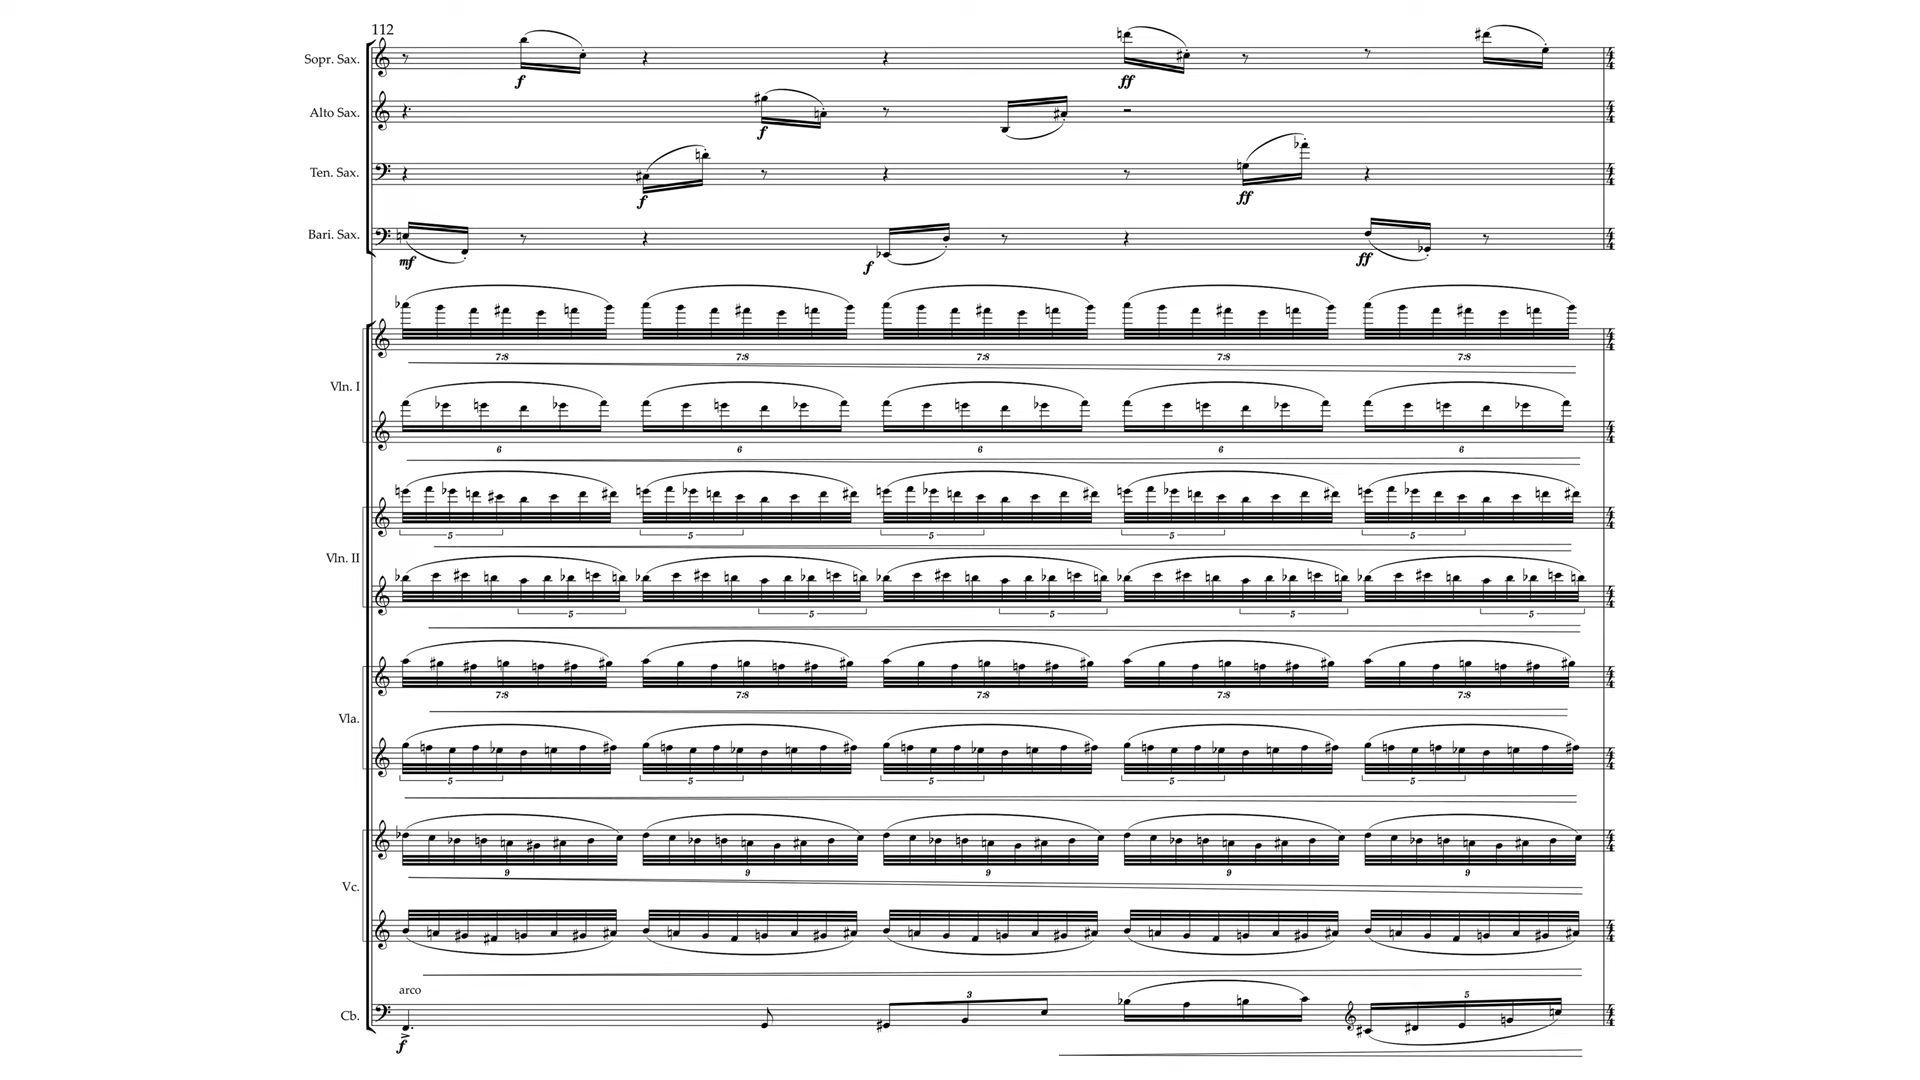 112
Sopr. Sax.
f
ff
Alto Sax.
f
Ten. Sax.
f
ff
Bari. Sax.
mf
f
ff
7:8 7:8 7:8 7:8 7:8
Vln. I
6 6 6 6 6
5 5 5 5 5
Vln. II
5 5 5 5 5
7:8 7:8 7:8 7:8 7:8
Vla.
5 5 5 5 5
9 9 9 9 9
Vc.
arco
3 5
Cb.
f